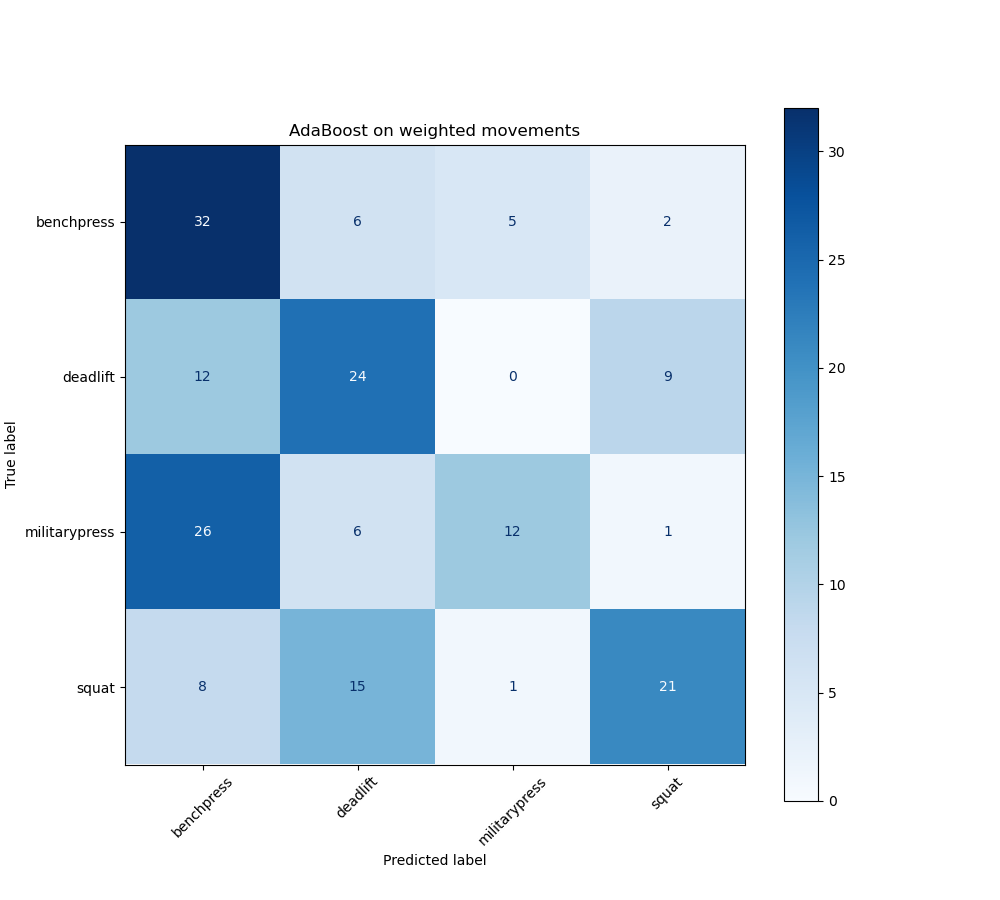 AdaBoost on weighted movements
True label
benchpress 32 6 5 2
deadlift 12 24 0 9
militarypress 26 6 12 1
squat 8 15 1 21
benchpress deadlift militarypress squat
Predicted label
30
25
20
15
10
5
0